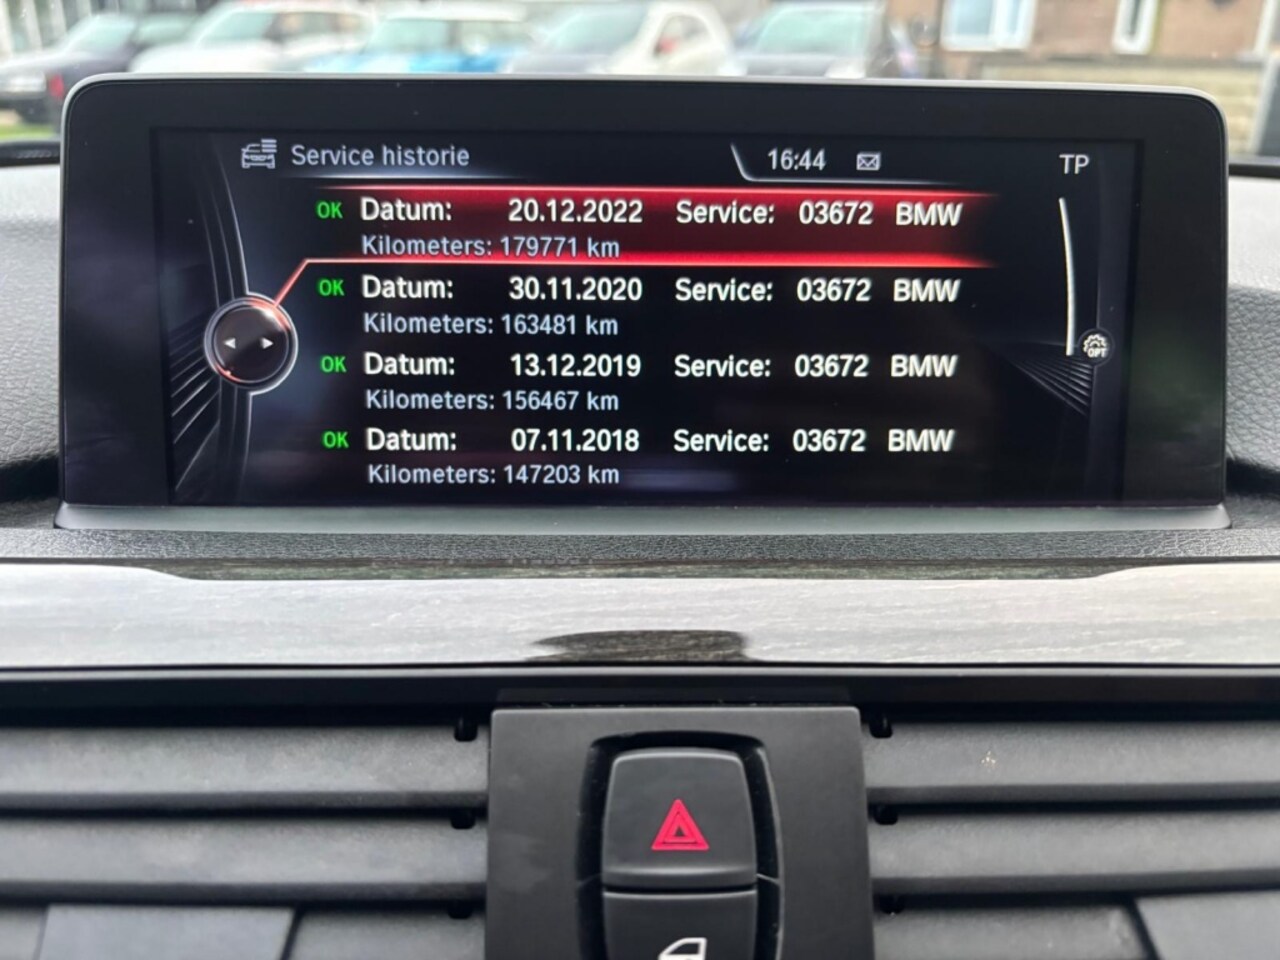 Service historie 16:44 TP
OK Datum: 20.12.2022 Service: 03672 BMW
Kilometers: 179771 km
OK Datum: 30.11.2020 Service: 03672 BMW
Kilometers: 163481 km
OK Datum: 13.12.2019 Service: 03672 BMW
OPT
Kilometers: 156467 km
OK Datum: 07.11.2018 Service: 03672 BMW
Kilometers: 147203 km